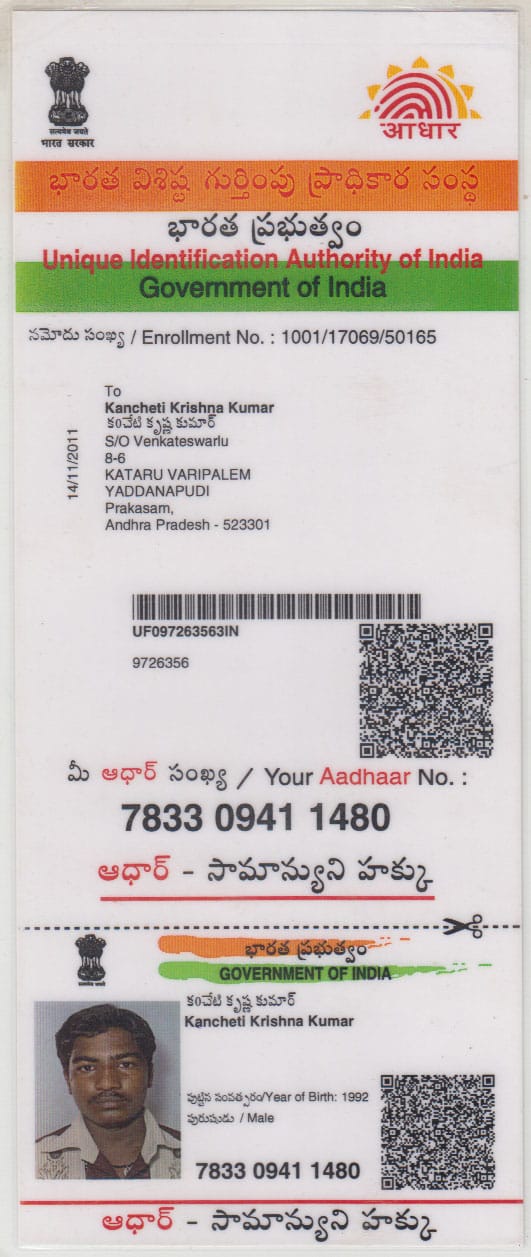 सत्यमेव जयते
भारत सरकार
आधार
భారత విశిష్ట గుర్తింపు ప్రాధికార సంస్థ
భారత ప్రభుత్వం
Unique Identification Authority of India
Government of India
నమోదు సంఖ్య / Enrollment No. : 1001/17069/50165
14/11/2011
To
Kancheti Krishna Kumar
కంచేటి కృష్ణ కుమార్
S/O Venkateswarlu
8-6
KATARU VARIPALEM
YADDANAPUDI
Prakasam,
Andhra Pradesh - 523301
UF097263563IN
9726356
మీ ఆధార్ సంఖ్య / Your Aadhaar No. :
7833 0941 1480
ఆధార్ - సామాన్యుని హక్కు
భారత ప్రభుత్వం
GOVERNMENT OF INDIA
కంచేటి కృష్ణ కుమార్
Kancheti Krishna Kumar
పుట్టిన సంవత్సరం/Year of Birth: 1992
పురుషుడు / Male
7833 0941 1480
ఆధార్ - సామాన్యుని హక్కు